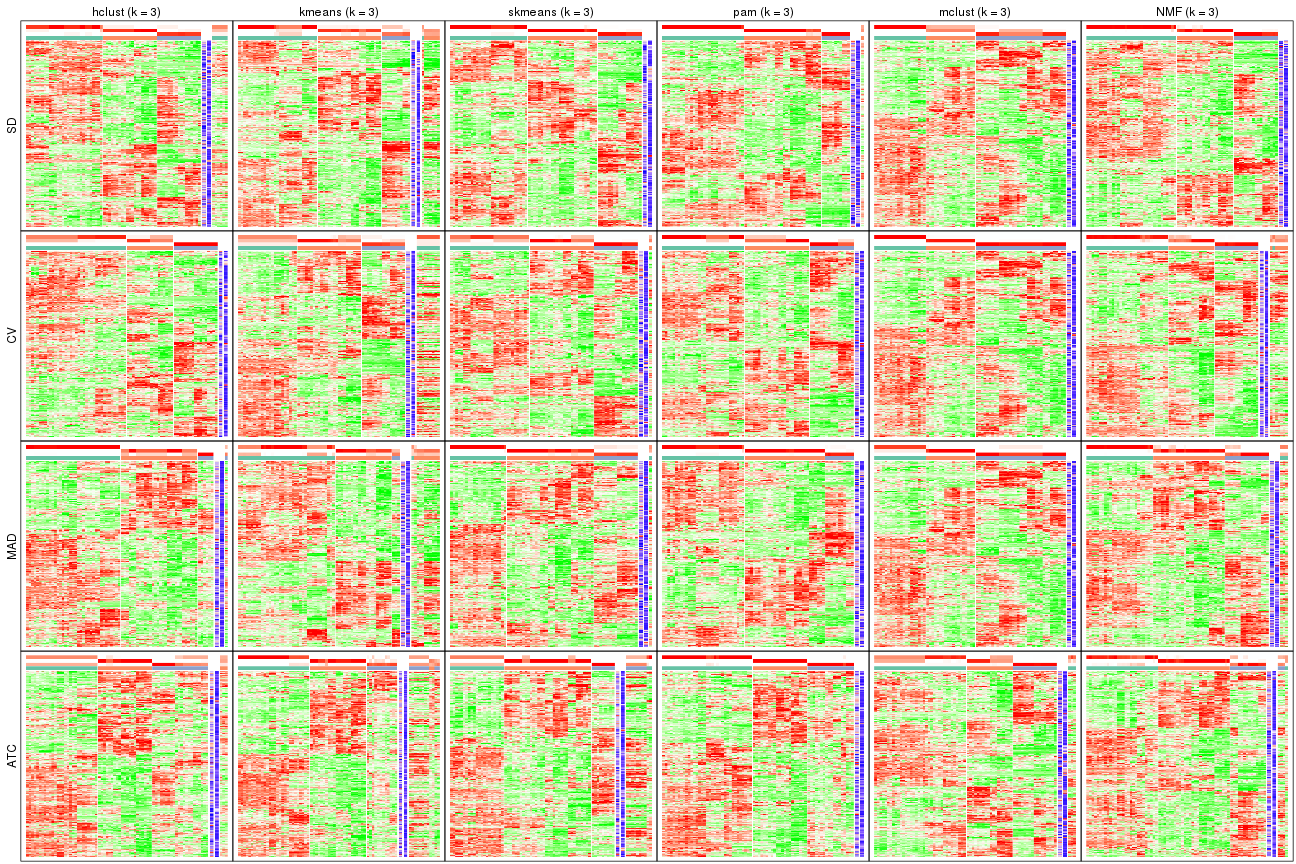 hclust (k = 3)
kmeans (k = 3)
skmeans (k = 3)
pam (k = 3)
mclust (k = 3)
NMF (k = 3)
SD
CV
MAD
ATC